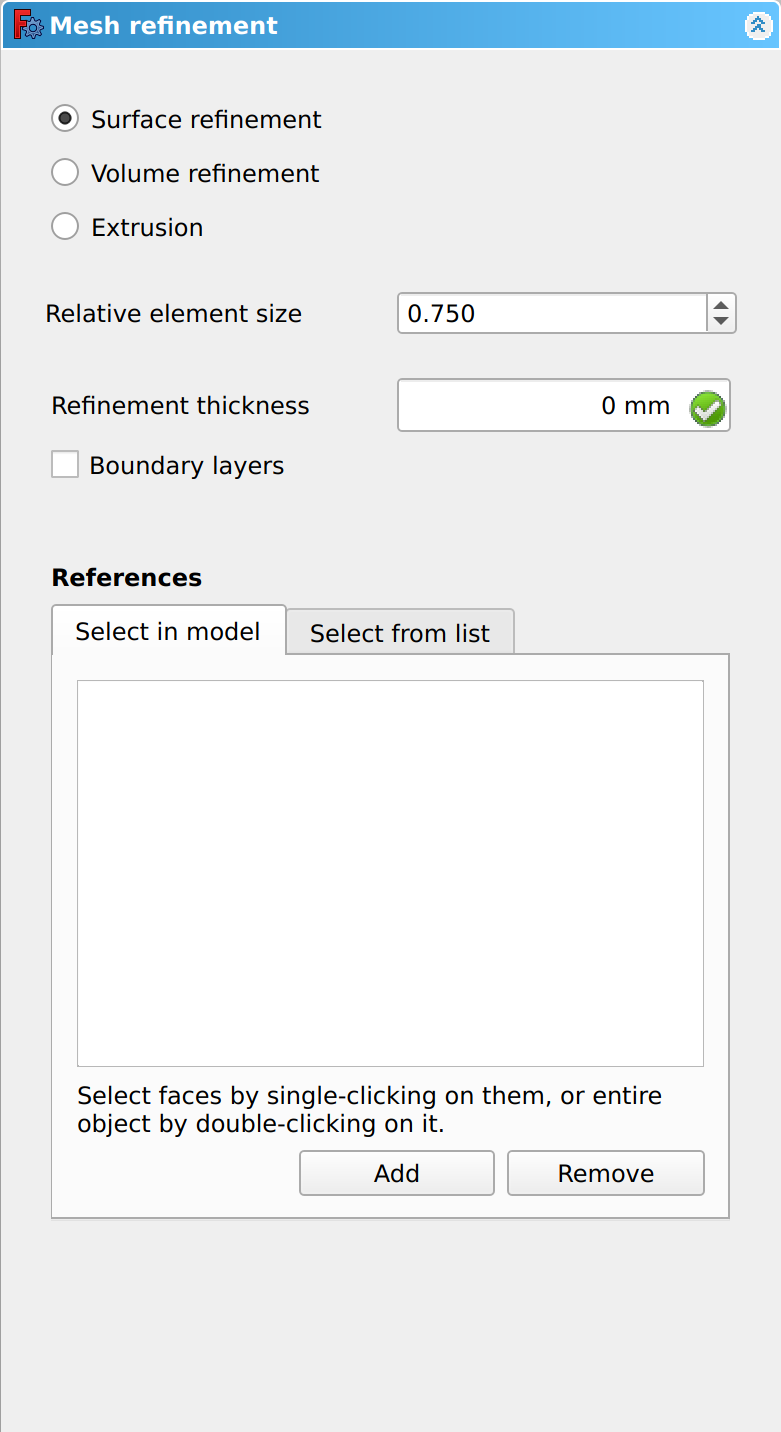 Mesh refinement
Surface refinement
Volume refinement
Extrusion
Relative element size 0.750
Refinement thickness 0 mm
Boundary layers
References
Select in model Select from list
Select faces by single-clicking on them, or entire
object by double-clicking on it.
Add Remove